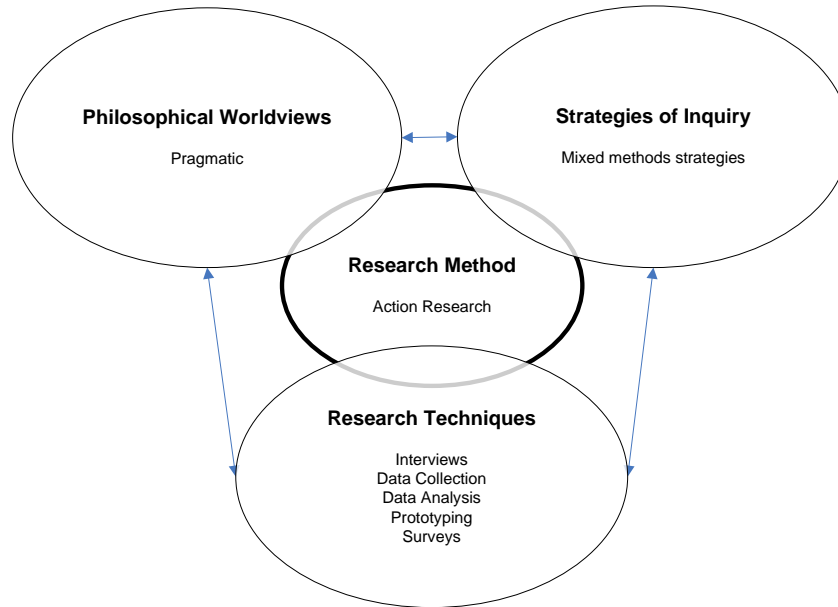 Philosophical Worldviews
Pragmatic
Strategies of Inquiry
Mixed methods strategies
Research Method
Action Research
Research Techniques
Interviews
Data Collection
Data Analysis
Prototyping
Surveys